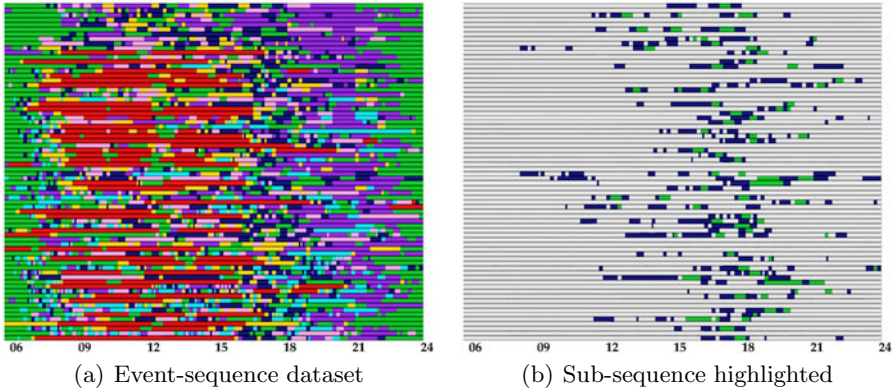 06 09 12 15 18 21 24
06 09 12 15 18 21 24
(a) Event-sequence dataset
(b) Sub-sequence highlighted